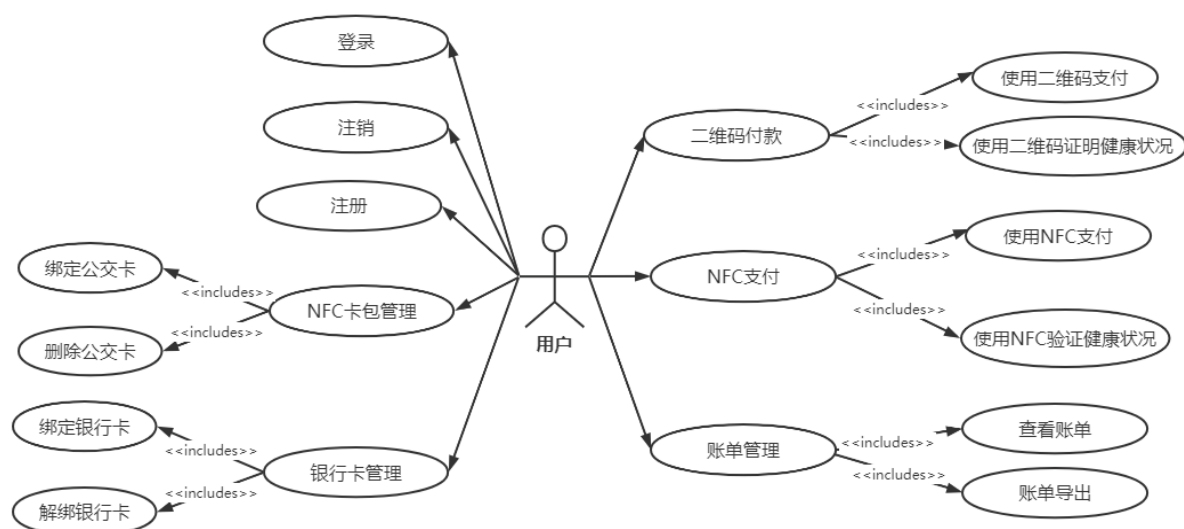 登录
注销
注册
绑定公交卡
<<includes>>
NFC卡包管理
<<includes>>
删除公交卡
绑定银行卡
<<includes>>
银行卡管理
<<includes>>
解绑银行卡
用户
二维码付款
<<includes>>
使用二维码支付
<<includes>>
使用二维码证明健康状况
NFC支付
<<includes>>
使用NFC支付
<<includes>>
使用NFC验证健康状况
账单管理
<<includes>>
查看账单
<<includes>>
账单导出